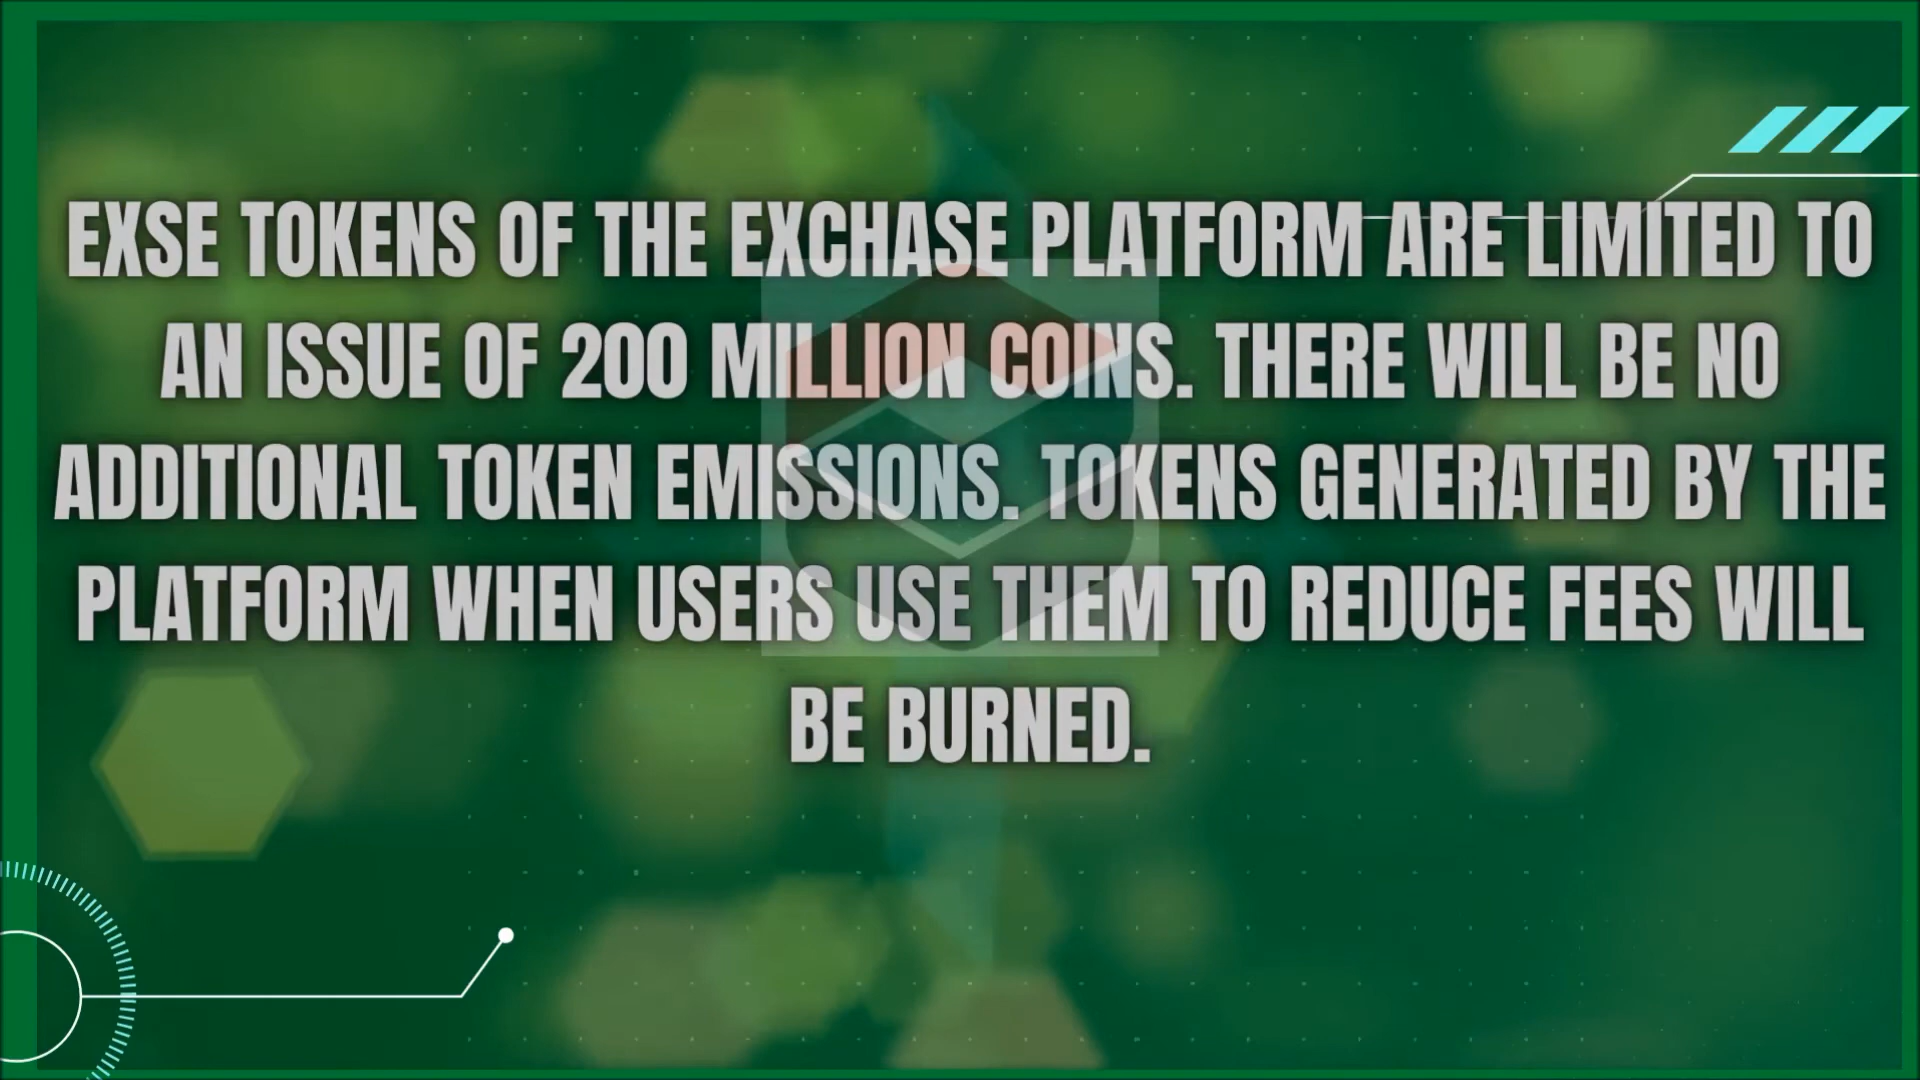 EXSE TOKENS OF THE EXCHASE PLATFORM ARE LIMITED TO
AN ISSUE OF 200 MILLION COINS. THERE WILL BE NO
ADDITIONAL TOKEN EMISSIONS. TOKENS GENERATED BY THE
PLATFORM WHEN USERS USE THEM TO REDUCE FEES WILL
BE BURNED.